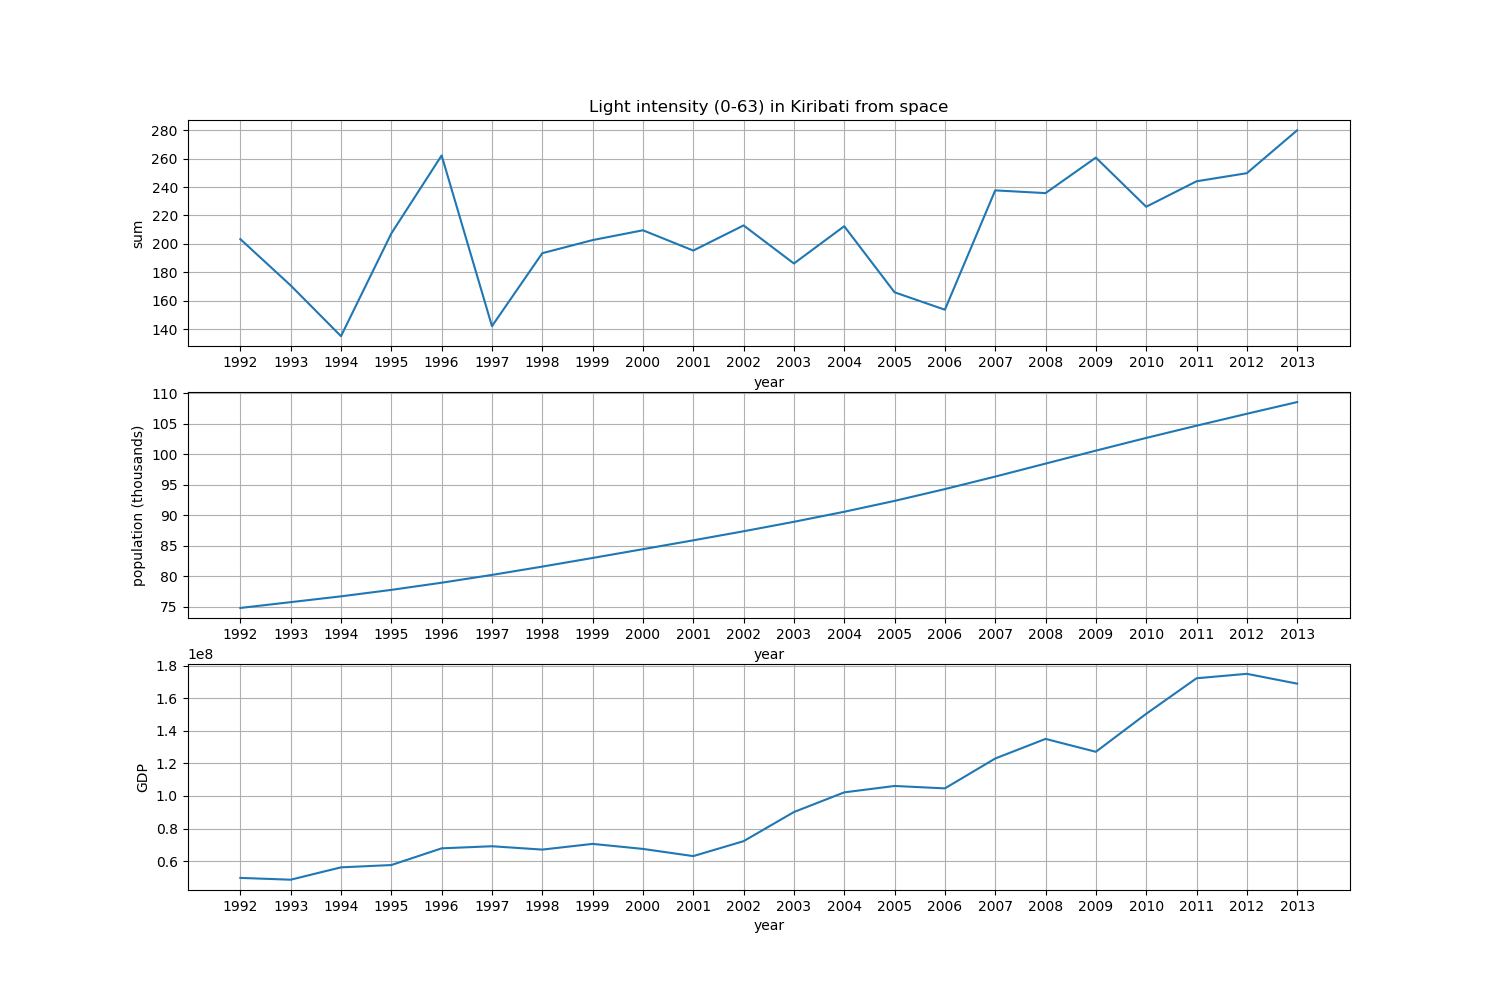 Light intensity (0-63) in Kiribati from space
280
260
240
220
200
180
160
140
sum
1992 1993 1994 1995 1996 1997 1998 1999 2000 2001 2002 2003 2004 2005 2006 2007 2008 2009 2010 2011 2012 2013
year
110
105
100
95
90
85
80
75
population (thousands)
1992 1993 1994 1995 1996 1997 1998 1999 2000 2001 2002 2003 2004 2005 2006 2007 2008 2009 2010 2011 2012 2013
year
1e8
1.8
1.6
1.4
1.2
1.0
0.8
0.6
GDP
1992 1993 1994 1995 1996 1997 1998 1999 2000 2001 2002 2003 2004 2005 2006 2007 2008 2009 2010 2011 2012 2013
year